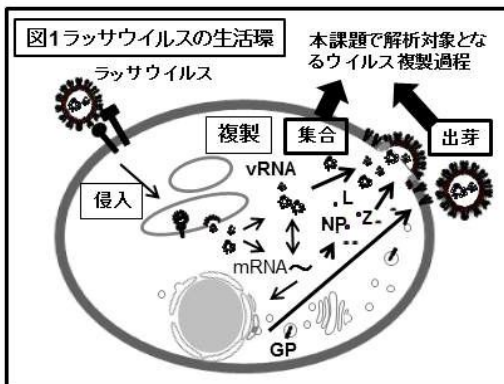 図1ラッサウイルスの生活環
ラッサウイルス
本課題で解析対象とな
るウイルス複製過程
複製
集合
出芽
侵入
vRNA
L
NP
Z
mRNA
GP